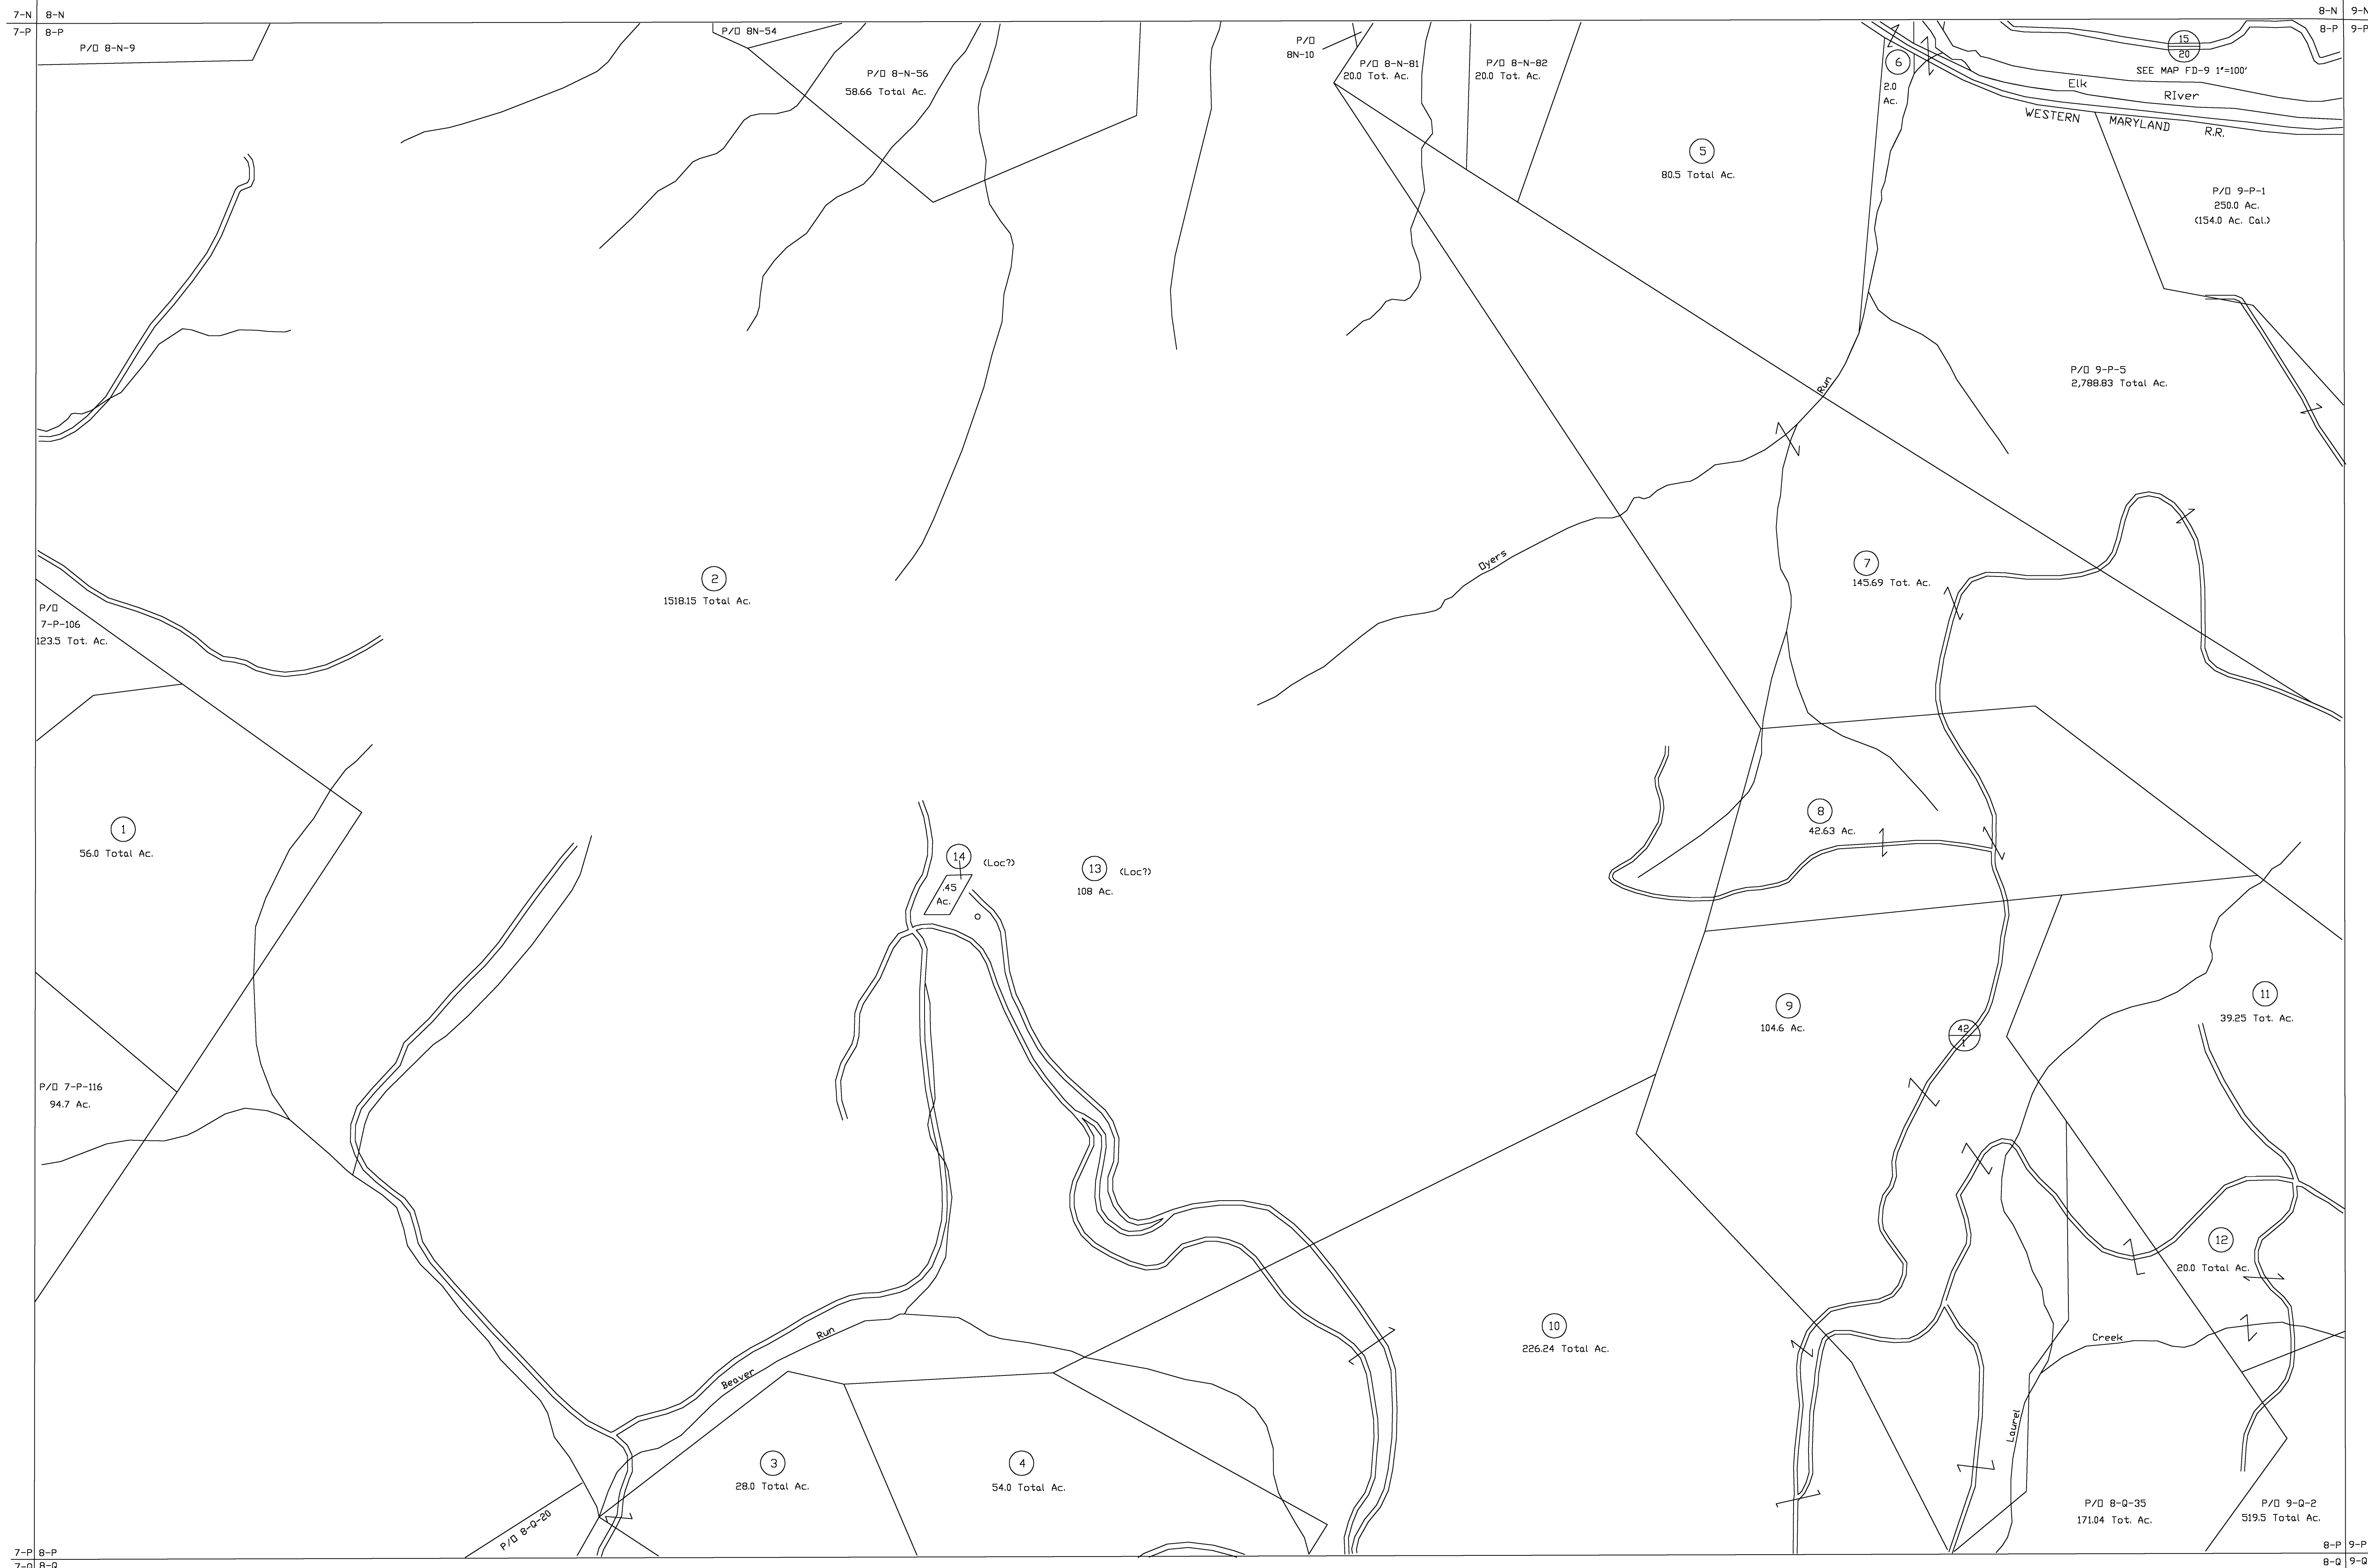 7-N 8-N
8-N 9-N
7-P 8-P
8-P 9-P
P/O 8-N-9
P/O 8N-54
P/O 8-N-56
58.66 Total Ac.
P/O
8N-10
P/O 8-N-81
20.0 Tot. Ac.
P/O 8-N-82
20.0 Tot. Ac.
6
2.0
Ac.
15
20
SEE MAP FD-9 1"=100'
Elk River
WESTERN MARYLAND R.R.
5
80.5 Total Ac.
P/O 9-P-1
250.0 Ac.
(154.0 Ac. Cal.)
P/O 9-P-5
2,788.83 Total Ac.
Dyers Run
2
1518.15 Total Ac.
7
145.69 Tot. Ac.
P/O
7-P-106
123.5 Tot. Ac.
1
56.0 Total Ac.
8
42.63 Ac.
14 (Loc?)
.45
Ac.
13 (Loc?)
108 Ac.
9
104.6 Ac.
42
1
11
39.25 Tot. Ac.
P/O 7-P-116
94.7 Ac.
12
20.0 Total Ac.
10
226.24 Total Ac.
Beaver Run
Laurel Creek
3
28.0 Total Ac.
4
54.0 Total Ac.
P/O 8-Q-20
P/O 8-Q-35
171.04 Tot. Ac.
P/O 9-Q-2
519.5 Total Ac.
7-P 8-P
8-P 9-P
7-Q 8-Q
8-Q 9-Q